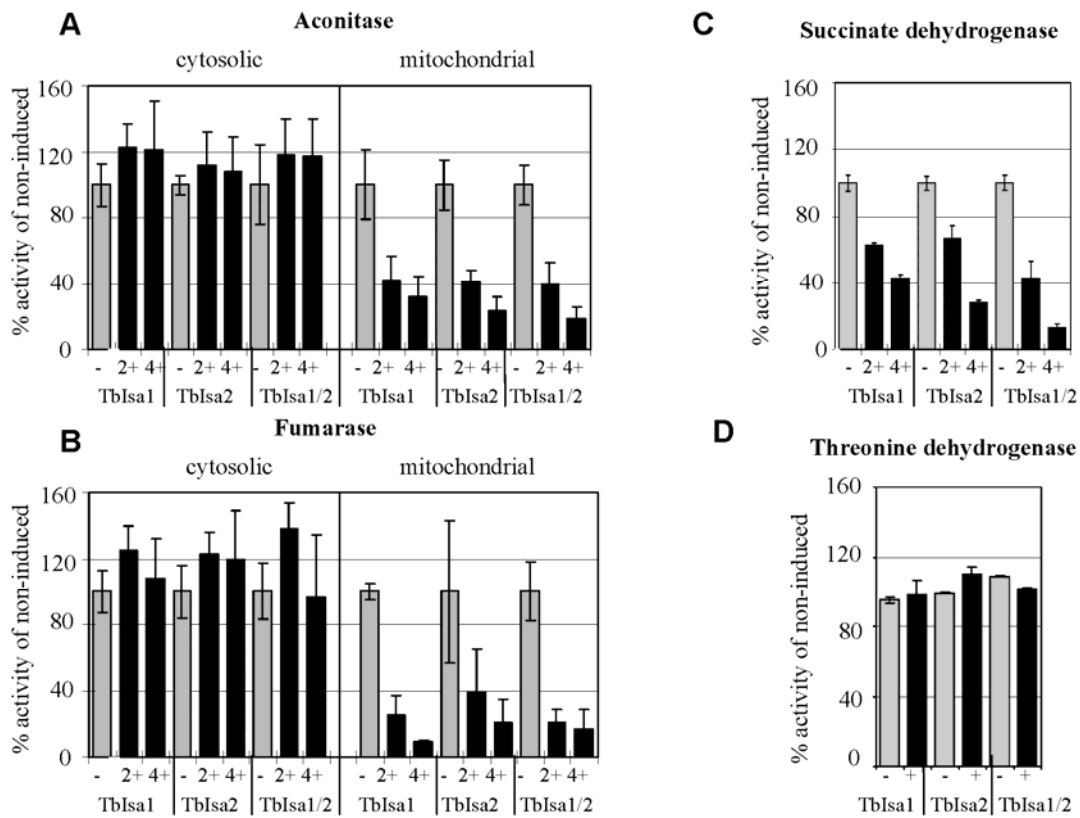 A
Aconitase
cytosolic mitochondrial
% activity of non-induced
160
120
80
40
0
- 2+ 4+ - 2+ 4+ - 2+ 4+ - 2+ 4+ - 2+ 4+ - 2+ 4+
TbIsa1 TbIsa2 TbIsa1/2 TbIsa1 TbIsa2 TbIsa1/2
B
Fumarase
cytosolic mitochondrial
% activity of non-induced
160
120
80
40
0
- 2+ 4+ - 2+ 4+ - 2+ 4+ - 2+ 4+ - 2+ 4+ - 2+ 4+
TbIsa1 TbIsa2 TbIsa1/2 TbIsa1 TbIsa2 TbIsa1/2
C
Succinate dehydrogenase
% activity of non-induced
160
120
80
40
0
- 2+ 4+ - 2+ 4+ - 2+ 4+
TbIsa1 TbIsa2 TbIsa1/2
D
Threonine dehydrogenase
% activity of non-induced
160
120
80
40
0
- + - + - +
TbIsa1 TbIsa2 TbIsa1/2